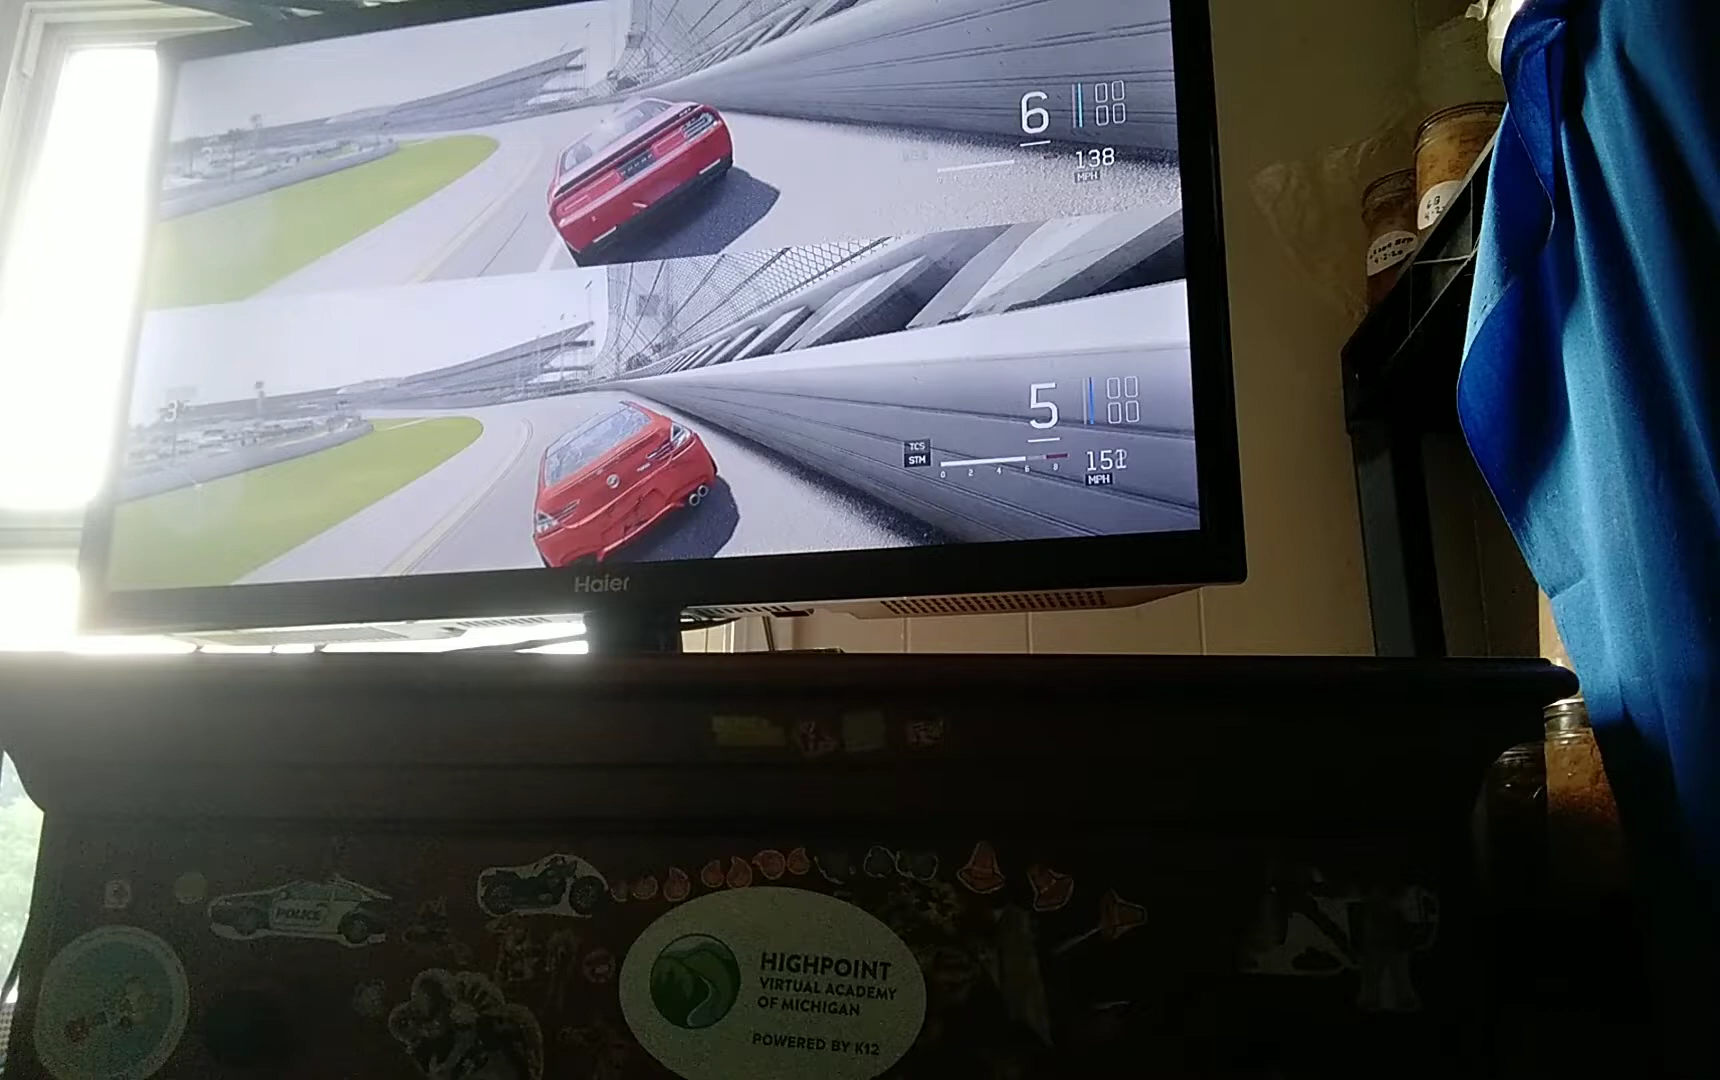 6
138
MPH
5
TCS
STM
0 2 4 6 8
MPH
Haier
POLICE
HIGHPOINT
VIRTUAL ACADEMY
OF MICHIGAN
POWERED BY K12